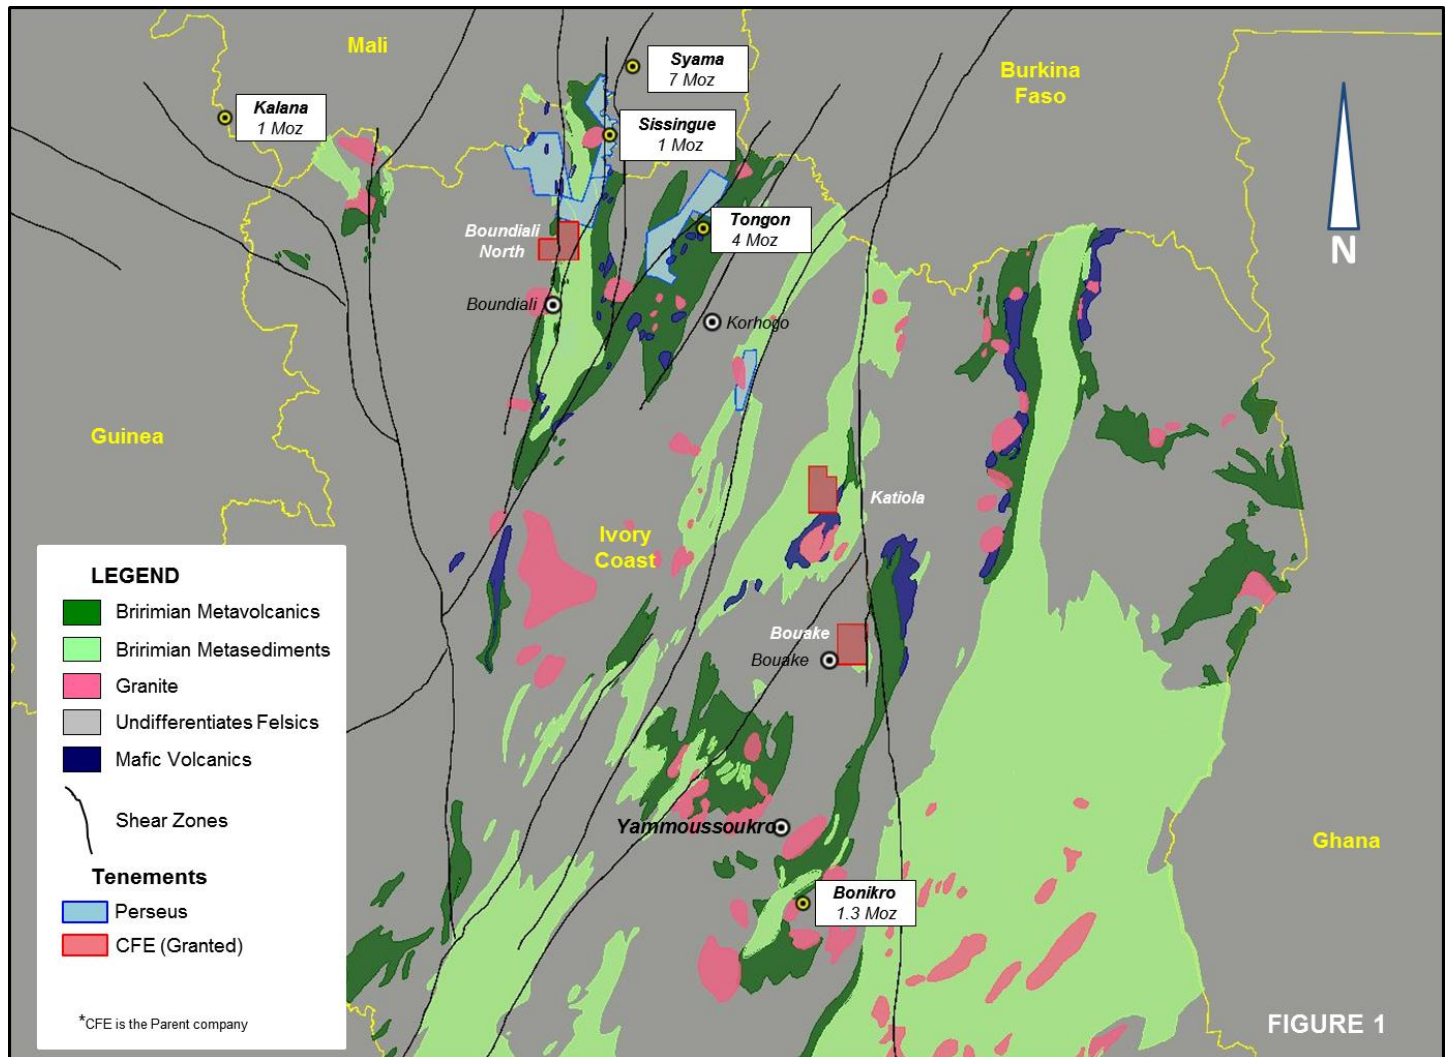 Mali
Burkina
Faso
Syama
7 Moz
Kalana
1 Moz
Sissingue
1 Moz
Tongon
4 Moz
Boundiali
North
N
Boundiali
Korhogo
Guinea
Katiola
Ivory
Coast
Bouake
Bouake
Yammoussoukro
Ghana
Bonikro
1.3 Moz
LEGEND
Bririmian Metavolcanics
Bririmian Metasediments
Granite
Undifferentiates Felsics
Mafic Volcanics
Shear Zones
Tenements
Perseus
CFE (Granted)
*CFE is the Parent company
FIGURE 1